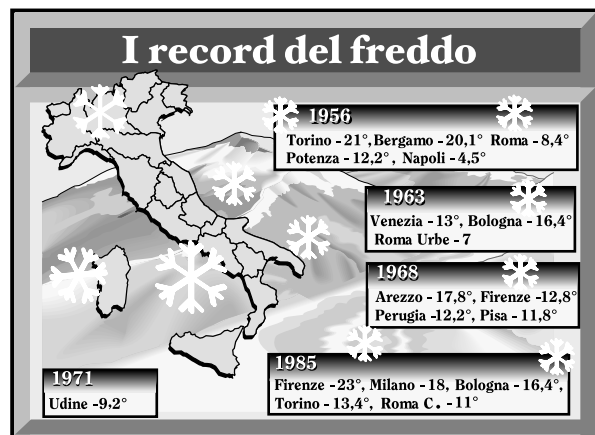 I record del freddo
1956
Torino -21°, Bergamo -20,1° Roma -8,4°
Potenza -12,2°, Napoli -4,5°
1963
Venezia -13°, Bologna -16,4°
Roma Urbe -7
1968
Arezzo -17,8°, Firenze -12,8°
Perugia -12,2°, Pisa -11,8°
1985
Firenze -23°, Milano -18, Bologna -16,4°,
Torino -13,4°, Roma C. -11°
1971
Udine -9,2°